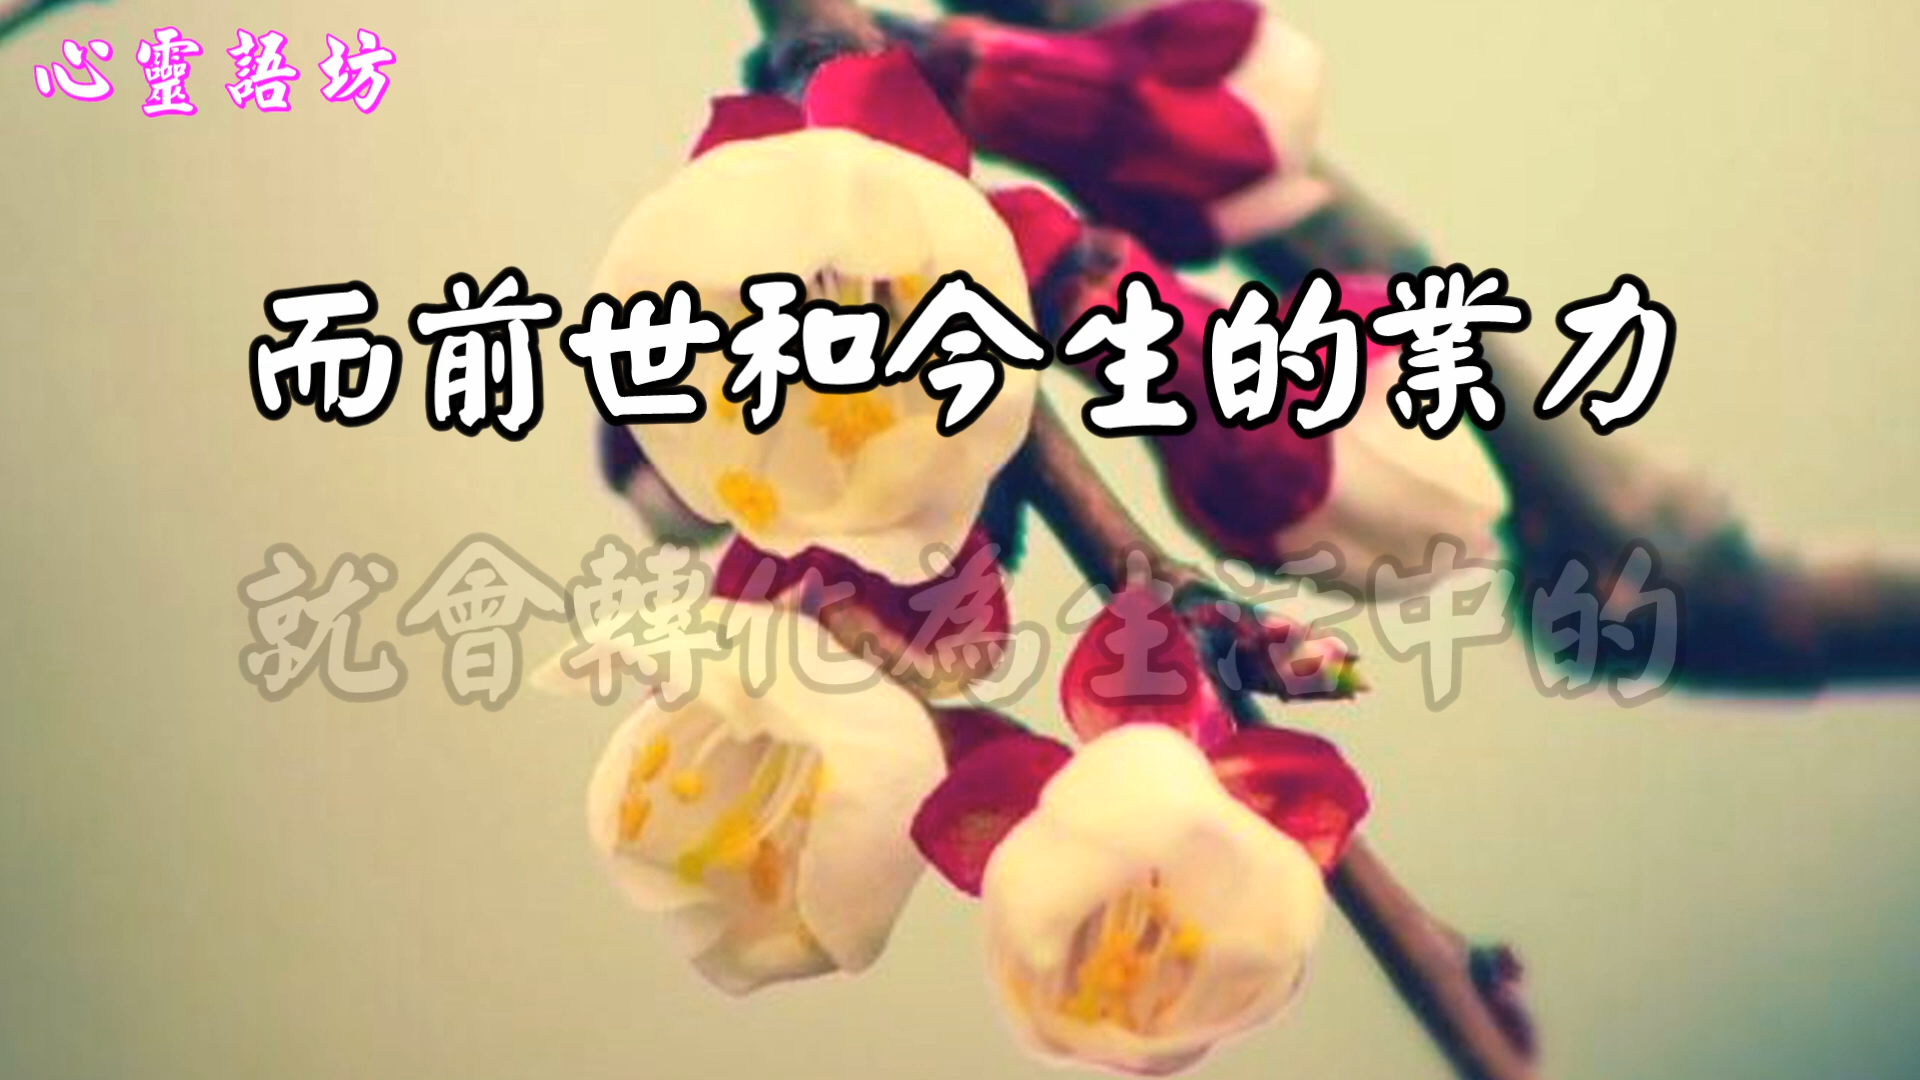 心靈語坊
而前世和今生的業力
就會轉化為生活中的